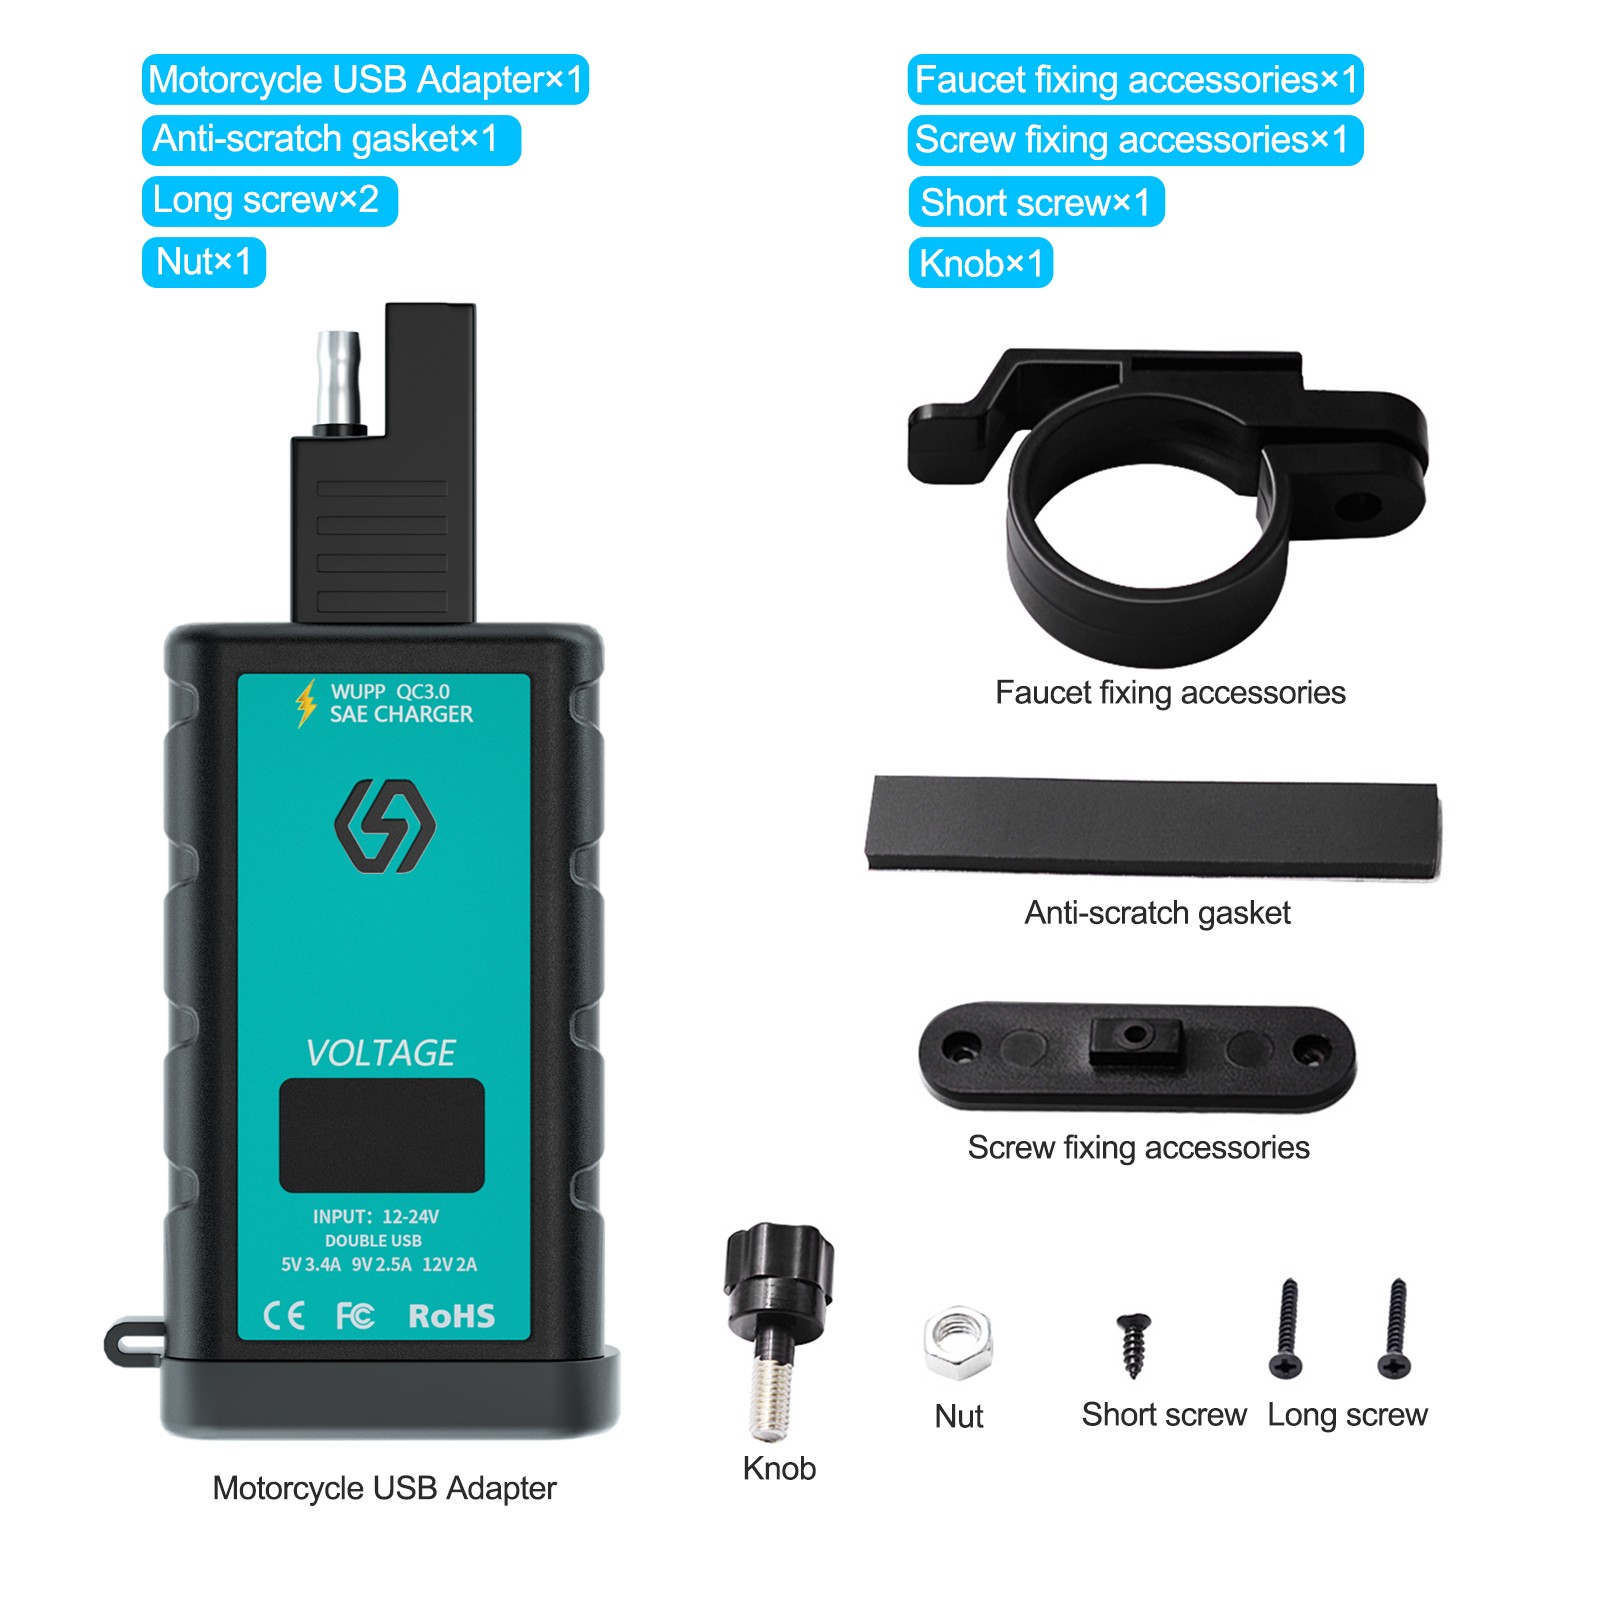 Motorcycle USB Adapter×1
Anti-scratch gasket×1
Long screw×2
Nut×1
Faucet fixing accessories×1
Screw fixing accessories×1
Short screw×1
Knob×1
WUPP QC3.0
SAE CHARGER
VOLTAGE
INPUT: 12-24V
DOUBLE USB
5V 3.4A 9V 2.5A 12V 2A
CE FC RoHS
Motorcycle USB Adapter
Faucet fixing accessories
Anti-scratch gasket
Screw fixing accessories
Knob
Nut
Short screw
Long screw